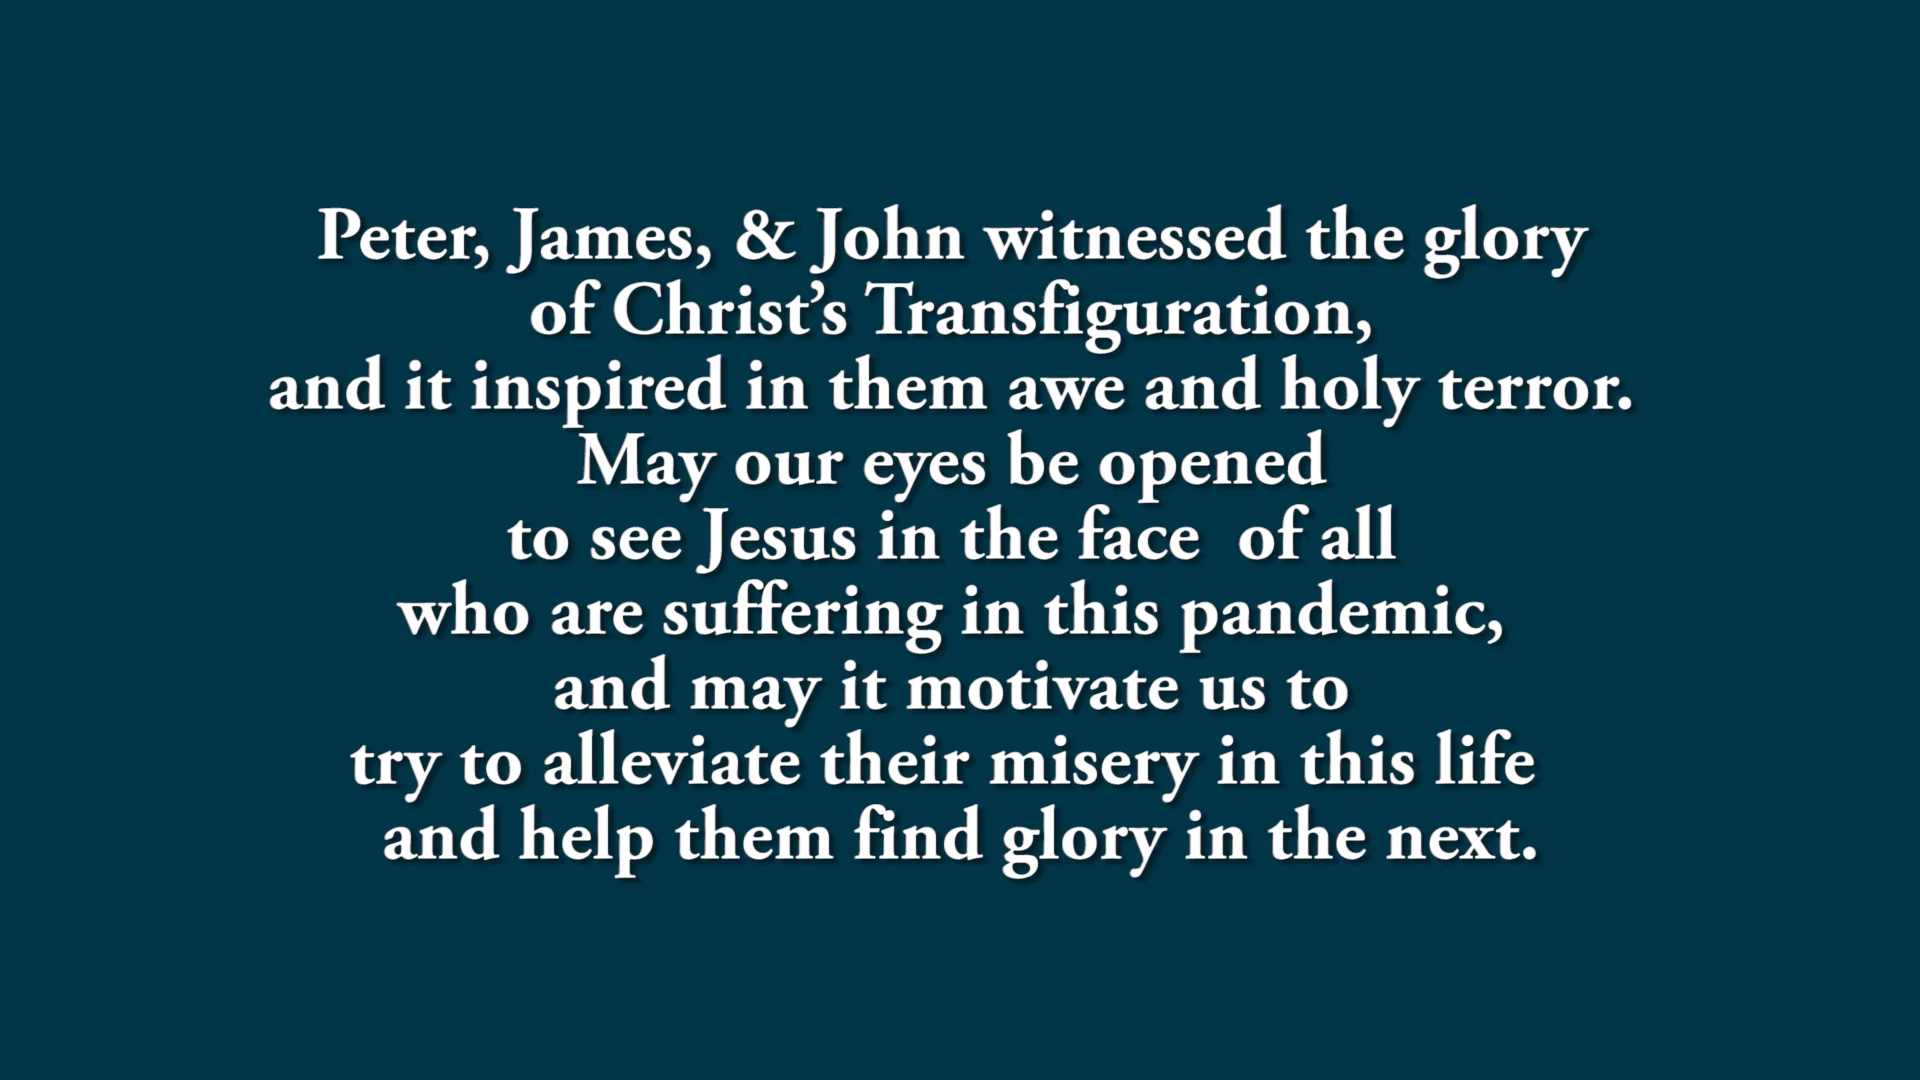 Peter, James, & John witnessed the glory
of Christ’s Transfiguration,
and it inspired in them awe and holy terror.
May our eyes be opened
to see Jesus in the face  of all
who are suffering in this pandemic,
and may it motivate us to
try to alleviate their misery in this life
and help them find glory in the next.